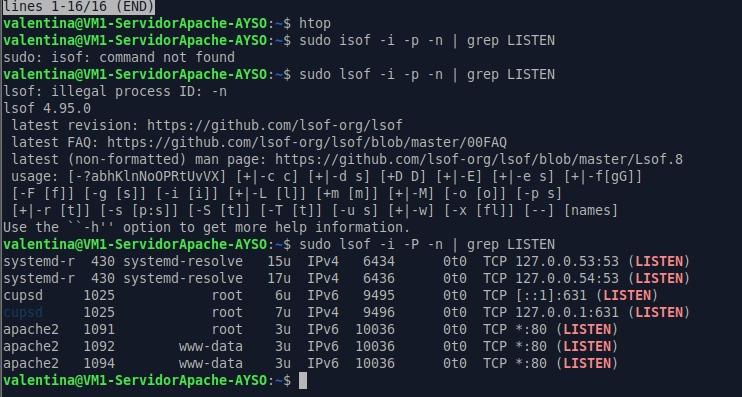 lines 1-16/16 (END)
valentina@VM1-ServidorApache-AYSO:~$ htop
valentina@VM1-ServidorApache-AYSO:~$ sudo isof -i -p -n | grep LISTEN
sudo: isof: command not found
valentina@VM1-ServidorApache-AYSO:~$ sudo lsof -i -p -n | grep LISTEN
lsof: illegal process ID: -n
lsof 4.95.0
 latest revision: https://github.com/lsof-org/lsof
 latest FAQ: https://github.com/lsof-org/lsof/blob/master/00FAQ
 latest (non-formatted) man page: https://github.com/lsof-org/lsof/blob/master/Lsof.8
 usage: [-?abhKlnNoOPRtUvVX] [+|-c c] [+|-d s] [+D D] [+|-E] [+|-e s] [+|-f[gG]]
 [-F [f]] [-g [s]] [-i [i]] [+|-L [l]] [+m [m]] [+|-M] [-o [o]] [-p s]
 [+|-r [t]] [-s [p:s]] [-S [t]] [-T [t]] [-u s] [+|-w] [-x [fl]] [--] [names]
Use the ``-h'' option to get more help information.
valentina@VM1-ServidorApache-AYSO:~$ sudo lsof -i -P -n | grep LISTEN
systemd-r  430 systemd-resolve   15u  IPv4   6434      0t0  TCP 127.0.0.53:53 (LISTEN)
systemd-r  430 systemd-resolve   17u  IPv4   6436      0t0  TCP 127.0.0.54:53 (LISTEN)
cupsd     1025            root    6u  IPv6   9495      0t0  TCP [::1]:631 (LISTEN)
cupsd     1025            root    7u  IPv4   9496      0t0  TCP 127.0.0.1:631 (LISTEN)
apache2   1091            root    3u  IPv6  10036      0t0  TCP *:80 (LISTEN)
apache2   1092        www-data    3u  IPv6  10036      0t0  TCP *:80 (LISTEN)
apache2   1094        www-data    3u  IPv6  10036      0t0  TCP *:80 (LISTEN)
valentina@VM1-ServidorApache-AYSO:~$